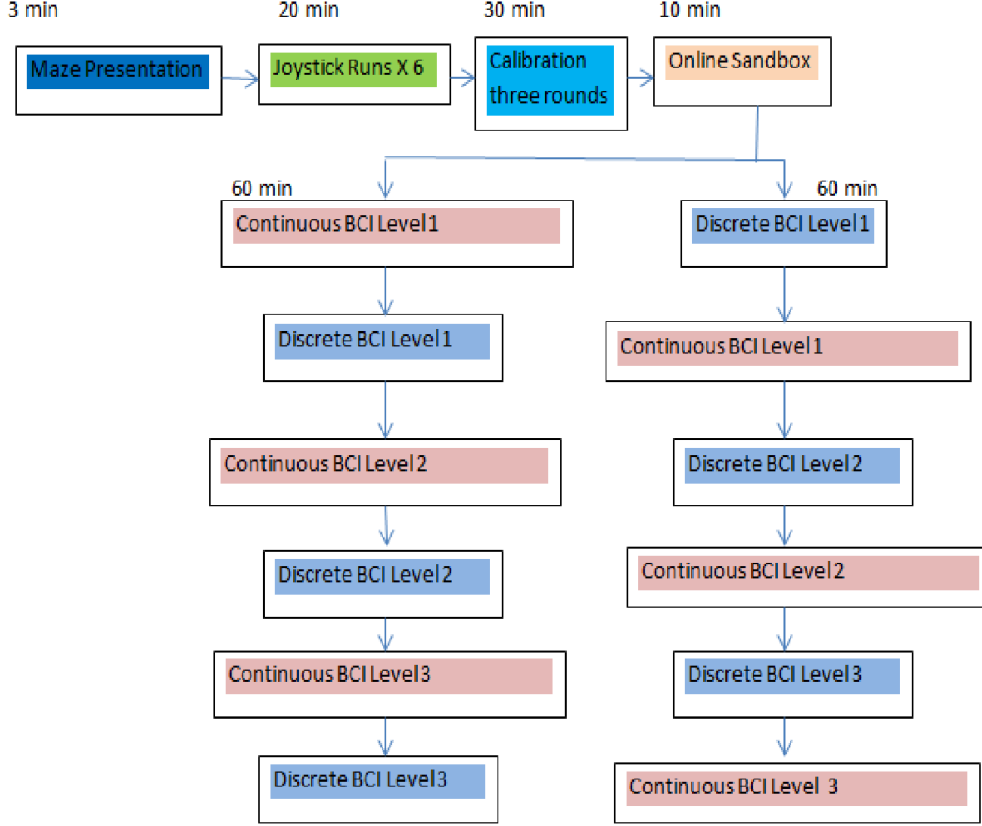 3 min
20 min
30 min
10 min
Maze Presentation
Joystick Runs X 6
Calibration
three rounds
Online Sandbox
60 min
60 min
Continuous BCI Level 1
Discrete BCI Level 1
Discrete BCI Level 1
Continuous BCI Level 1
Continuous BCI Level 2
Discrete BCI Level 2
Discrete BCI Level 2
Continuous BCI Level 2
Continuous BCI Level 3
Discrete BCI Level 3
Discrete BCI Level 3
Continuous BCI Level 3